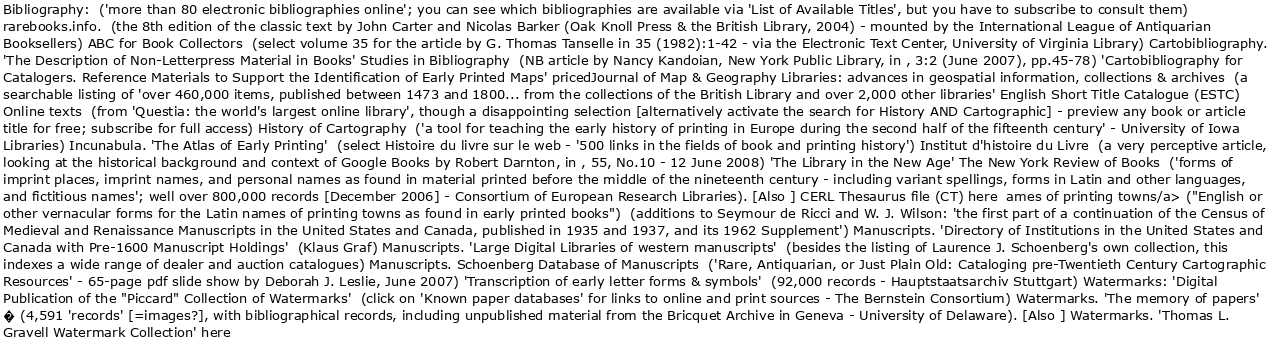 Bibliography:  ('more than 80 electronic bibliographies online'; you can see which bibliographies are available via 'List of Available Titles', but you have to subscribe to consult them)
rarebooks.info.  (the 8th edition of the classic text by John Carter and Nicolas Barker (Oak Knoll Press & the British Library, 2004) - mounted by the International League of Antiquarian
Booksellers) ABC for Book Collectors  (select volume 35 for the article by G. Thomas Tanselle in 35 (1982):1-42 - via the Electronic Text Center, University of Virginia Library) Cartobibliography.
'The Description of Non-Letterpress Material in Books' Studies in Bibliography  (NB article by Nancy Kandoian, New York Public Library, in , 3:2 (June 2007), pp.45-78) 'Cartobibliography for
Catalogers. Reference Materials to Support the Identification of Early Printed Maps' pricedJournal of Map & Geography Libraries: advances in geospatial information, collections & archives  (a
searchable listing of 'over 460,000 items, published between 1473 and 1800... from the collections of the British Library and over 2,000 other libraries' English Short Title Catalogue (ESTC)
Online texts  (from 'Questia: the world's largest online library', though a disappointing selection [alternatively activate the search for History AND Cartographic] - preview any book or article
title for free; subscribe for full access) History of Cartography  ('a tool for teaching the early history of printing in Europe during the second half of the fifteenth century' - University of Iowa
Libraries) Incunabula. 'The Atlas of Early Printing'  (select Histoire du livre sur le web - '500 links in the fields of book and printing history') Institut d'histoire du Livre  (a very perceptive article,
looking at the historical background and context of Google Books by Robert Darnton, in , 55, No.10 - 12 June 2008) 'The Library in the New Age' The New York Review of Books  ('forms of
imprint places, imprint names, and personal names as found in material printed before the middle of the nineteenth century - including variant spellings, forms in Latin and other languages,
and fictitious names'; well over 800,000 records [December 2006] - Consortium of European Research Libraries). [Also ] CERL Thesaurus file (CT) here  ames of printing towns/a> ("English or
other vernacular forms for the Latin names of printing towns as found in early printed books")  (additions to Seymour de Ricci and W. J. Wilson: 'the first part of a continuation of the Census of
Medieval and Renaissance Manuscripts in the United States and Canada, published in 1935 and 1937, and its 1962 Supplement') Manuscripts. 'Directory of Institutions in the United States and
Canada with Pre-1600 Manuscript Holdings'  (Klaus Graf) Manuscripts. 'Large Digital Libraries of western manuscripts'  (besides the listing of Laurence J. Schoenberg's own collection, this
indexes a wide range of dealer and auction catalogues) Manuscripts. Schoenberg Database of Manuscripts  ('Rare, Antiquarian, or Just Plain Old: Cataloging pre-Twentieth Century Cartographic
Resources' - 65-page pdf slide show by Deborah J. Leslie, June 2007) 'Transcription of early letter forms & symbols'  (92,000 records - Hauptstaatsarchiv Stuttgart) Watermarks: 'Digital
Publication of the "Piccard" Collection of Watermarks'  (click on 'Known paper databases' for links to online and print sources - The Bernstein Consortium) Watermarks. 'The memory of papers'
� (4,591 'records' [=images?], with bibliographical records, including unpublished material from the Bricquet Archive in Geneva - University of Delaware). [Also ] Watermarks. 'Thomas L.
Gravell Watermark Collection' here